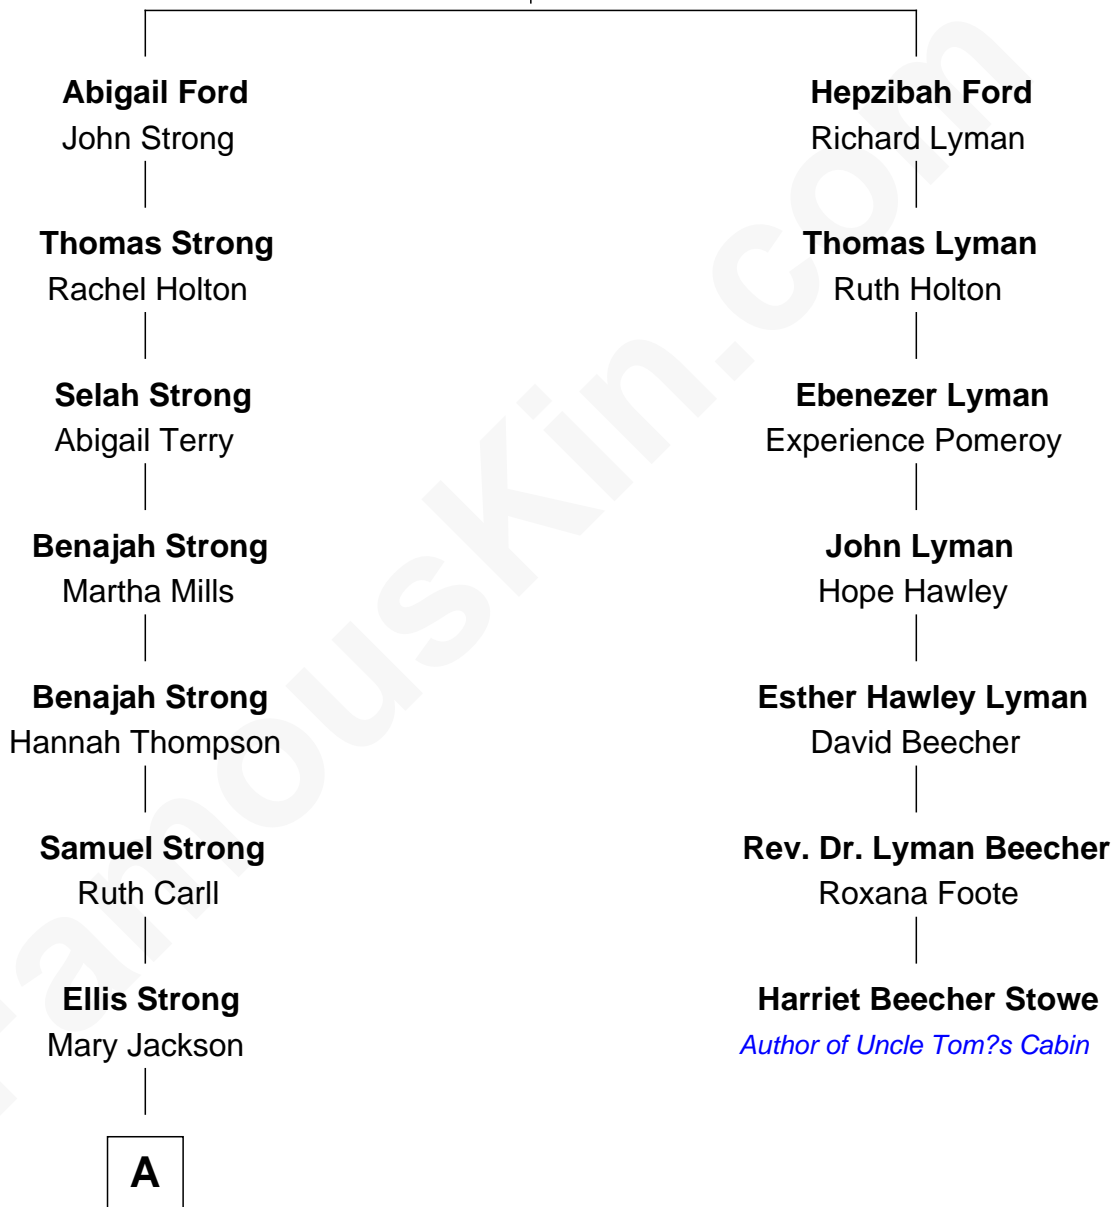 Abigail Ford
John Strong
Thomas Strong
Rachel Holton
Selah Strong
Abigail Terry
Benajah Strong
Martha Mills
Benajah Strong
Hannah Thompson
Samuel Strong
Ruth Carll
Ellis Strong
Mary Jackson
A
Hepzibah Ford
Richard Lyman
Thomas Lyman
Ruth Holton
Ebenezer Lyman
Experience Pomeroy
John Lyman
Hope Hawley
Esther Hawley Lyman
David Beecher
Rev. Dr. Lyman Beecher
Roxana Foote
Harriet Beecher Stowe
Author of Uncle Tom?s Cabin
FamousKin.com